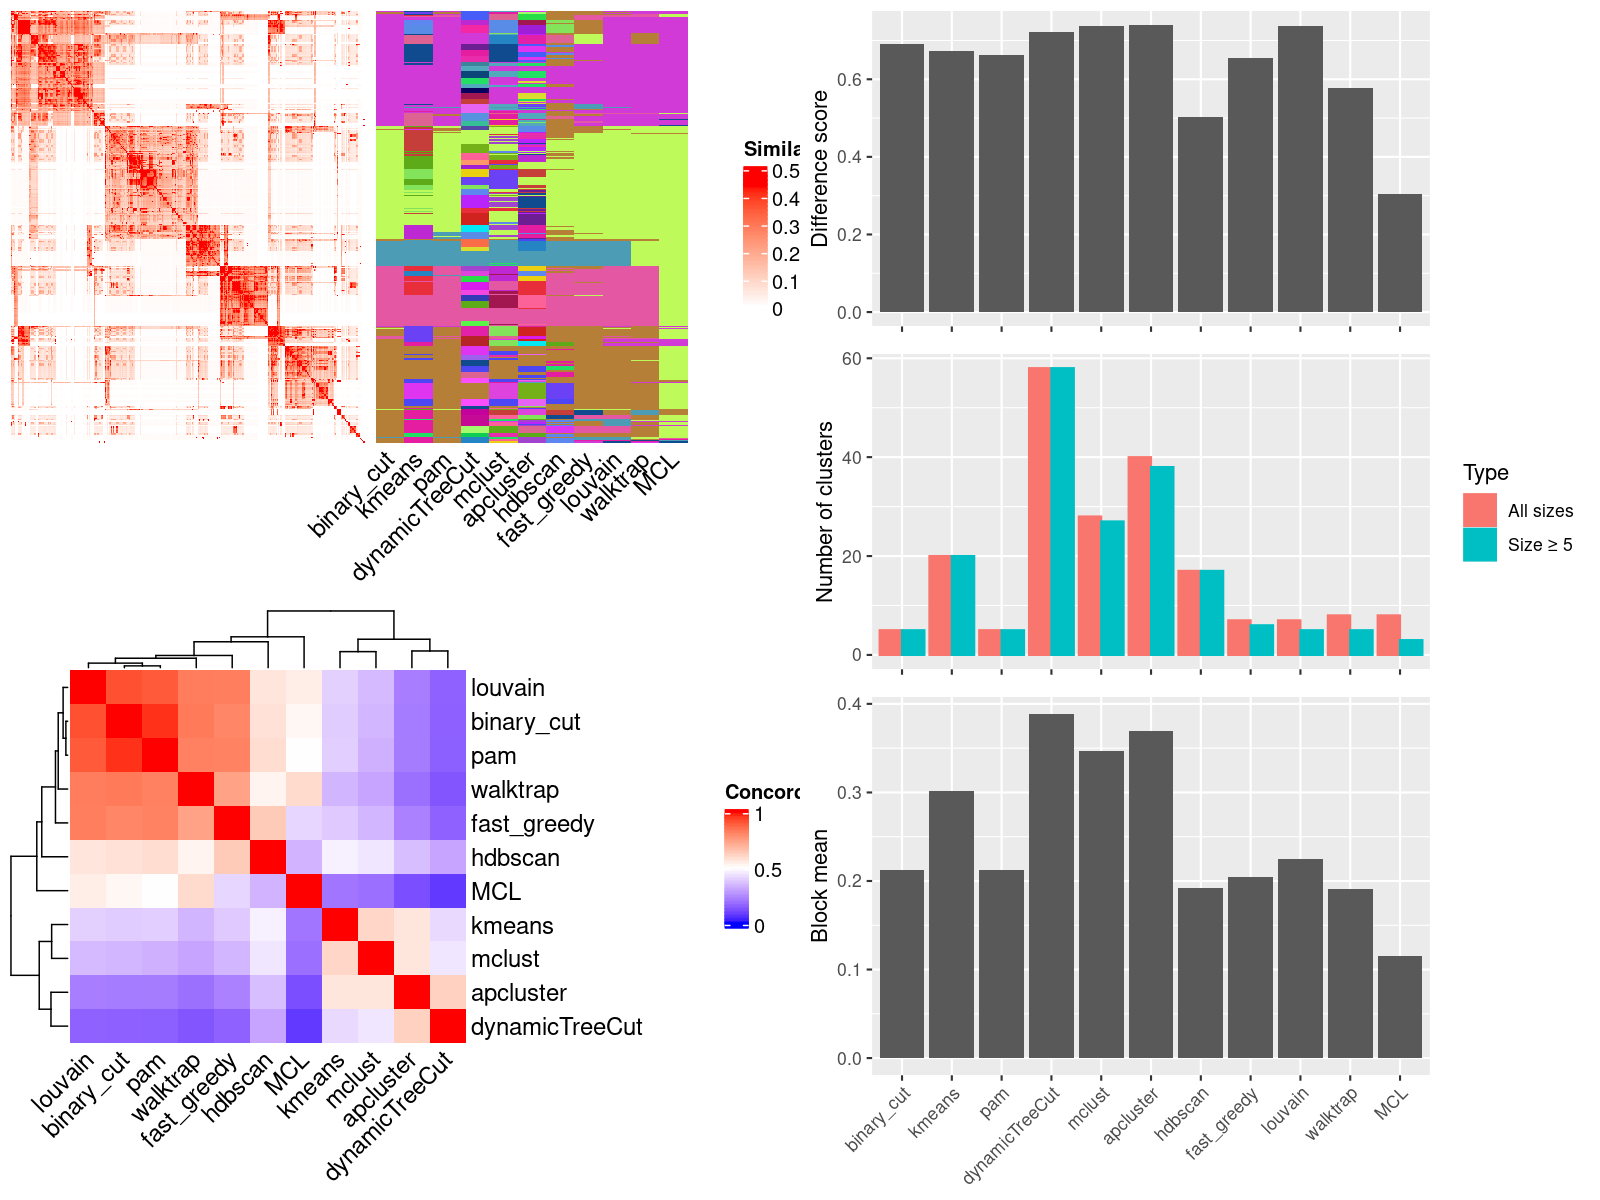 Simila
0.5
0.4
0.3
0.2
0.1
0
binary_cut
kmeans
pam
dynamicTreeCut
mclust
apcluster
hdbscan
fast_greedy
louvain
walktrap
MCL
louvain
binary_cut
pam
walktrap
fast_greedy
hdbscan
MCL
kmeans
mclust
apcluster
dynamicTreeCut
louvain
binary_cut
pam
walktrap
fast_greedy
hdbscan
MCL
kmeans
mclust
apcluster
dynamicTreeCut
Concord
1
0.5
0
Difference score
0.6
0.4
0.2
0.0
Number of clusters
60
40
20
0
Type
All sizes
Size ≥ 5
Block mean
0.4
0.3
0.2
0.1
0.0
binary_cut
kmeans
pam
dynamicTreeCut
mclust
apcluster
hdbscan
fast_greedy
louvain
walktrap
MCL